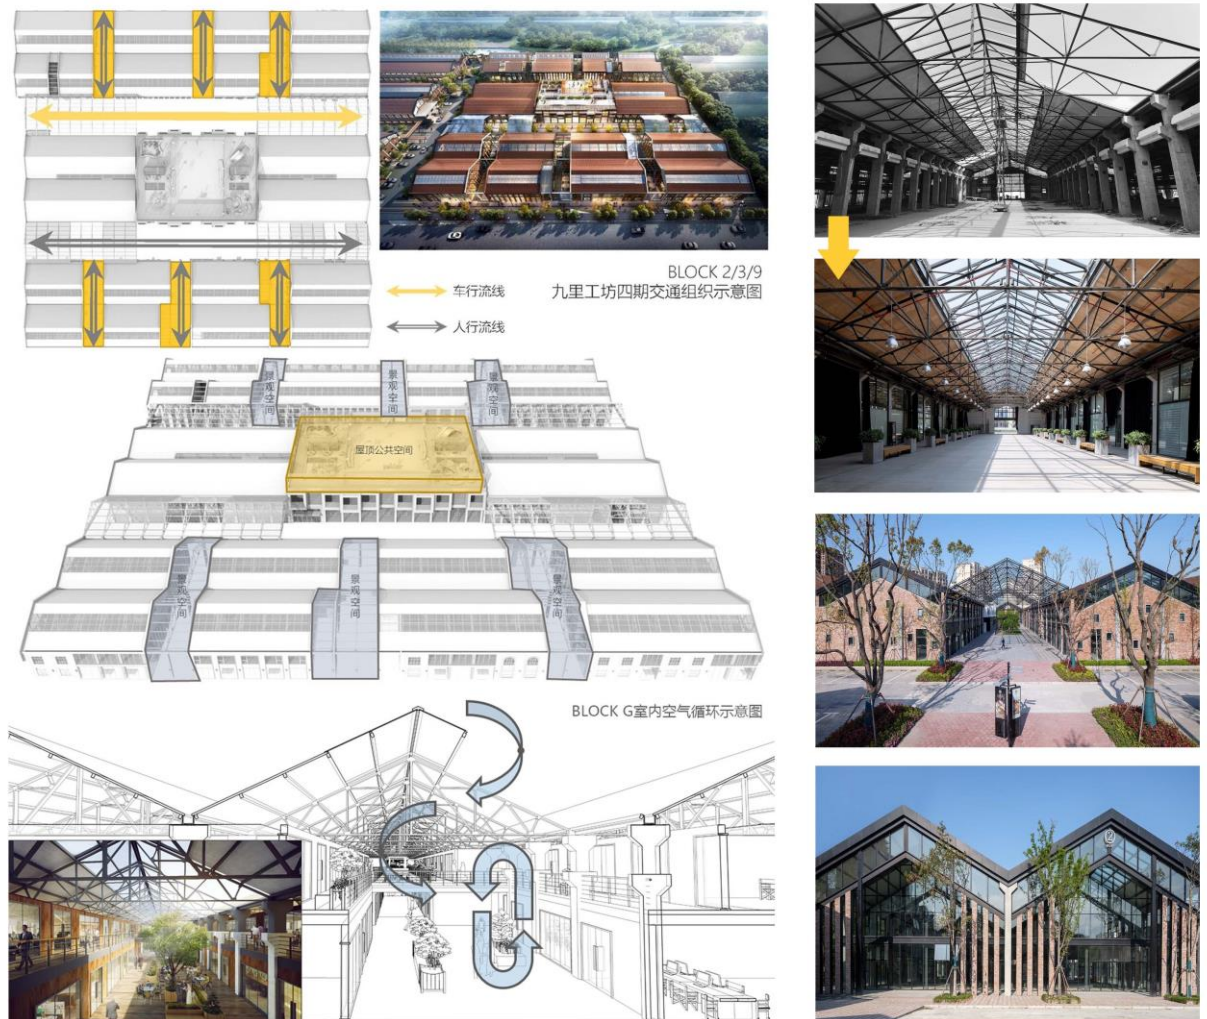 BLOCK 2/3/9
九里工坊四期交通组织示意图
车行流线
人行流线
景观空间
景观空间
景观空间
屋顶公共空间
景观空间
景观空间
景观空间
BLOCK G室内空气循环示意图